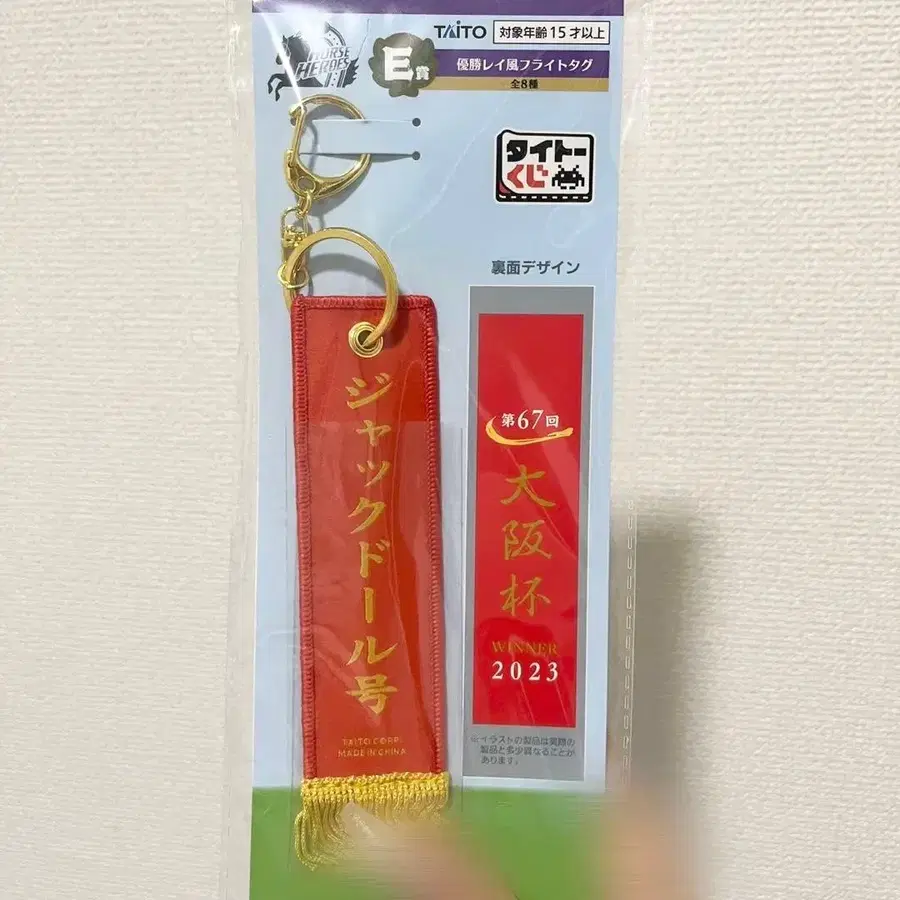 HORSE
HEROES
E賞
TAITO
対象年齢15才以上
優勝レイ風フライトタグ
全8種
タイトー
くじ
裏面デザイン
ジャックドール号
TAITO CORP.
MADE IN CHINA
第67回
大阪杯
WINNER
2023
※イラストの製品は実際の
製品と多少異なることが
あります。